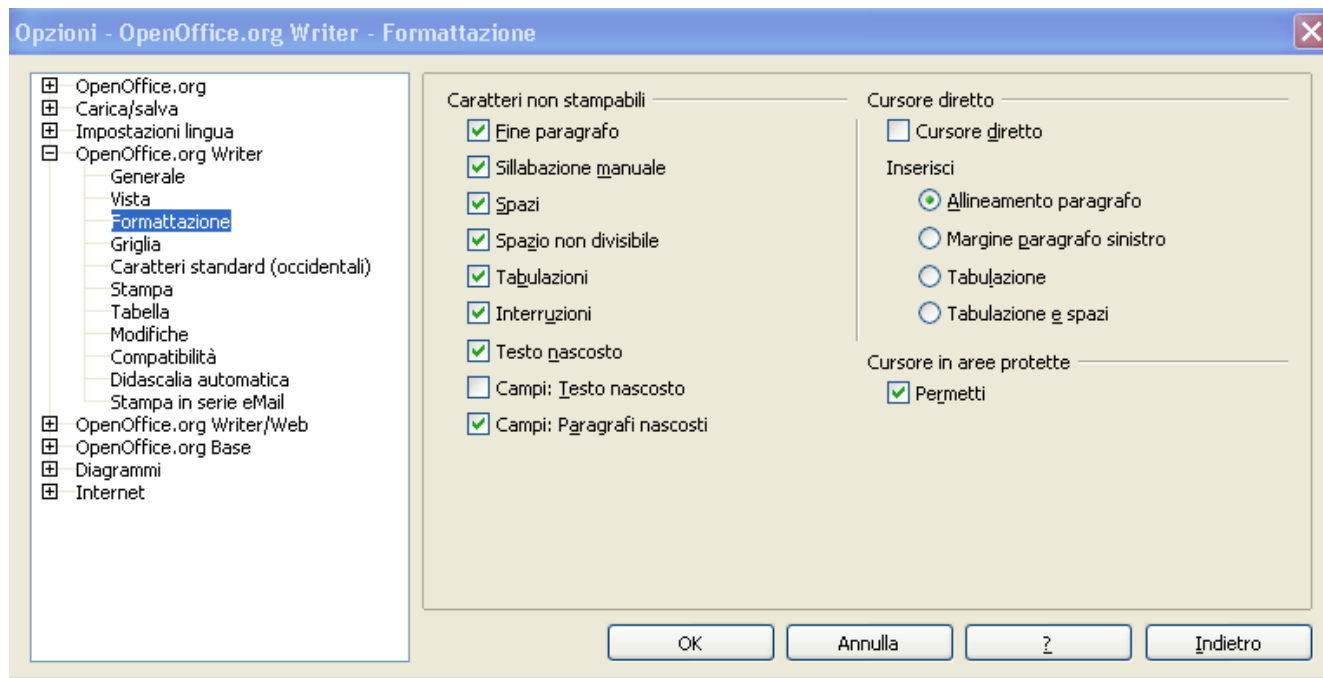 Opzioni - OpenOffice.org Writer - Formattazione
OpenOffice.org
Carica/salva
Impostazioni lingua
OpenOffice.org Writer
Generale
Vista
Formattazione
Griglia
Caratteri standard (occidentali)
Stampa
Tabella
Modifiche
Compatibilità
Didascalia automatica
Stampa in serie eMail
OpenOffice.org Writer/Web
OpenOffice.org Base
Diagrammi
Internet
Caratteri non stampabili
Fine paragrafo
Sillabazione manuale
Spazi
Spazio non divisibile
Tabulazioni
Interruzioni
Testo nascosto
Campi: Testo nascosto
Campi: Paragrafi nascosti
Cursore diretto
Cursore diretto
Inserisci
Allineamento paragrafo
Margine paragrafo sinistro
Tabulazione
Tabulazione e spazi
Cursore in aree protette
Permetti
OK
Annulla
?
Indietro